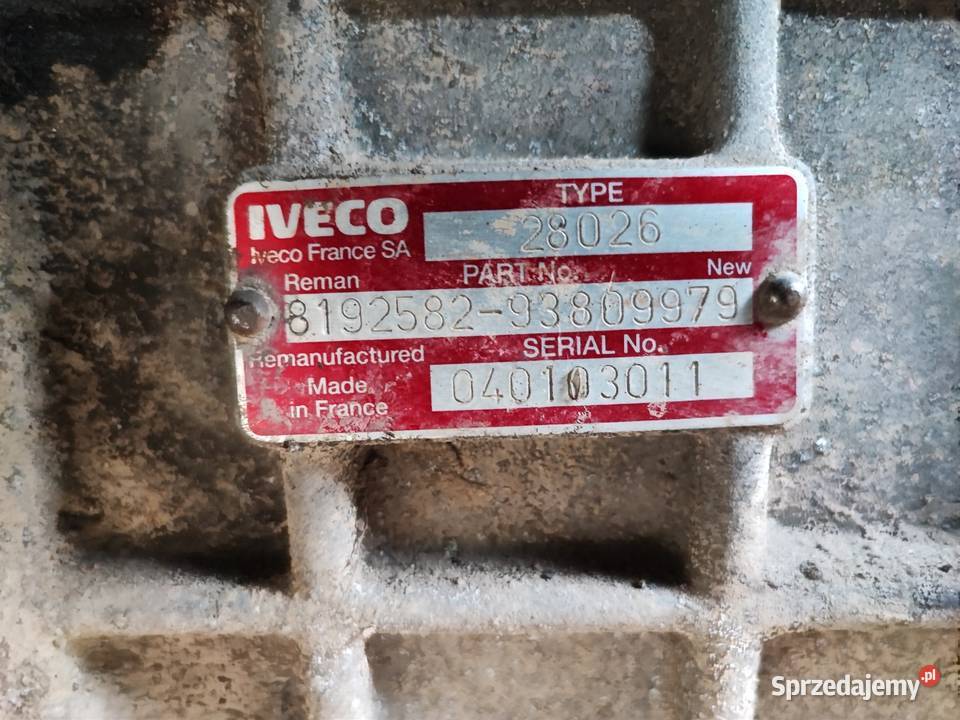 IVECO
Iveco France SA
TYPE
28026
Reman PART No. New
8192582-93809979
Remanufactured
SERIAL No.
Made
in France
040103011
Sprzedajemy.pl